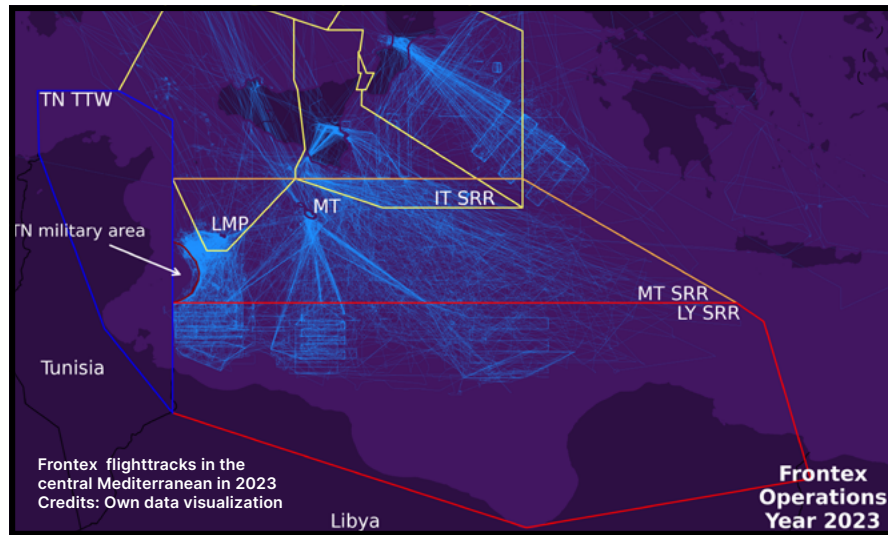 TN TTW
MT
IT SRR
LMP
TN military area
MT SRR
LY SRR
Tunisia
Frontex flighttracks in the
central Mediterranean in 2023
Credits: Own data visualization
Libya
Frontex
Operations
Year 2023